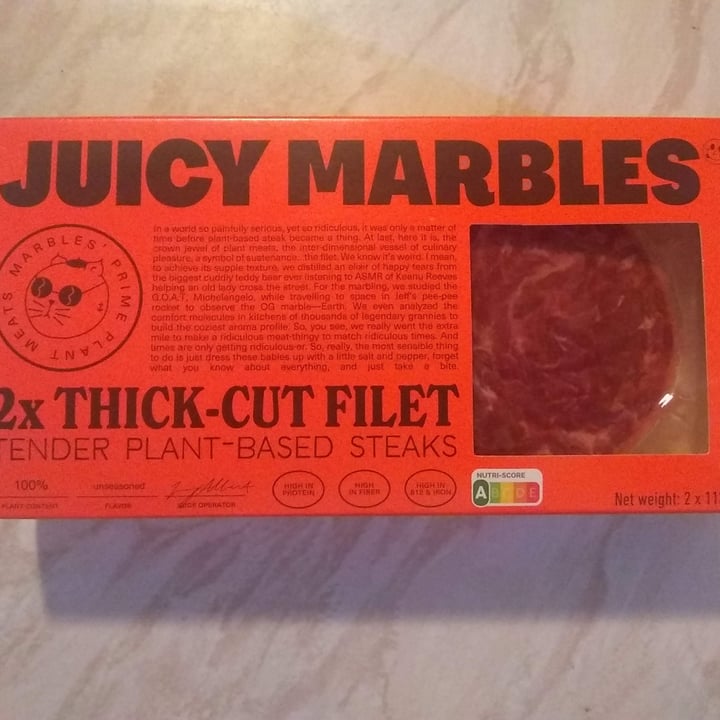 JUICY MARBLES
MARBLES' PRIME PLANT MEATS
In a world so painfully serious, yet so ridiculous, it was only a matter of
time before plant-based steak became a thing. At last, here it is, the
crown jewel of plant meats, the inter-dimensional vessel of culinary
pleasure, a symbol of sustenance... the filet. We know it's weird. I mean,
to achieve its supple texture, we distilled an elixir of happy tears from
the biggest cuddly teddy bear ever listening to ASMR of Keanu Reeves
helping an old lady cross the street. For the marbling, we studied the
G.O.A.T, Michelangelo, while travelling to space in Jeff's pee-pee
rocket to observe the OG marble—Earth. We even analyzed the
comfort molecules in kitchens of thousands of legendary grannies to
build the coziest aroma profile. So, you see, we really went the extra
mile to make a ridiculous meat-thingy to match ridiculous times. And
times are only getting ridiculous-er. So, really, the most sensible thing
to do is just dress these babies up with a little salt and pepper, forget
what you know about everything, and just take a bite.
2x THICK-CUT FILET
TENDER PLANT-BASED STEAKS
100%
PLANT CONTENT
unseasoned
FLAVOR
JUICE OPERATOR
HIGH IN
PROTEIN
HIGH
IN FIBER
HIGH IN
B12 & IRON
NUTRI-SCORE
A B C D E
Net weight: 2 x 11